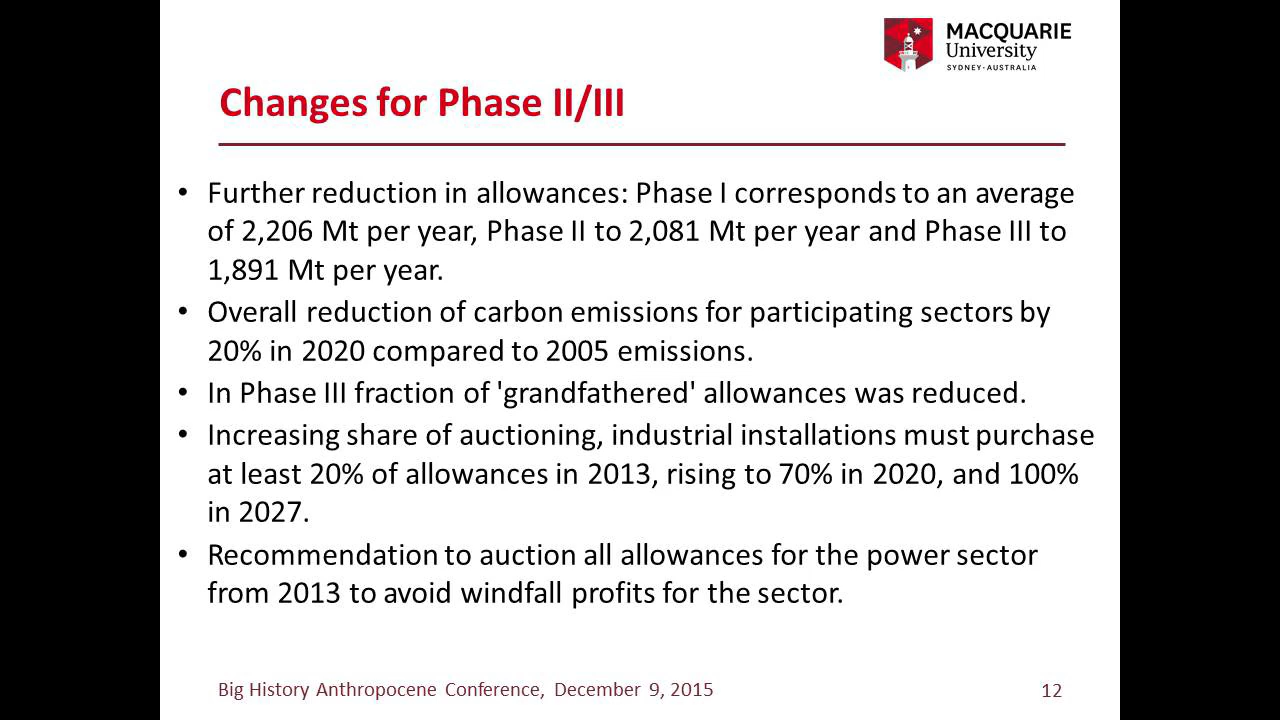 MACQUARIE
University
SYDNEY·AUSTRALIA
Changes for Phase II/III
• Further reduction in allowances: Phase I corresponds to an average
of 2,206 Mt per year, Phase II to 2,081 Mt per year and Phase III to
1,891 Mt per year.
• Overall reduction of carbon emissions for participating sectors by
20% in 2020 compared to 2005 emissions.
• In Phase III fraction of 'grandfathered' allowances was reduced.
• Increasing share of auctioning, industrial installations must purchase
at least 20% of allowances in 2013, rising to 70% in 2020, and 100%
in 2027.
• Recommendation to auction all allowances for the power sector
from 2013 to avoid windfall profits for the sector.
Big History Anthropocene Conference, December 9, 2015
12